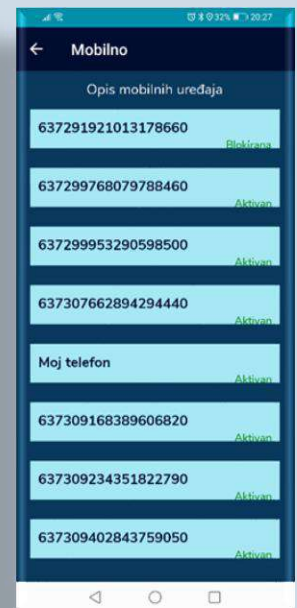 32% 20:27
Mobilno
Opis mobilnih uređaja
637291921013178660
Blokirana
637299768079788460
Aktivan
637299953290598500
Aktivan
637307662894294440
Aktivan
Moj telefon
Aktivan
637309168389606820
Aktivan
637309234351822790
Aktivan
637309402843759050
Aktivan